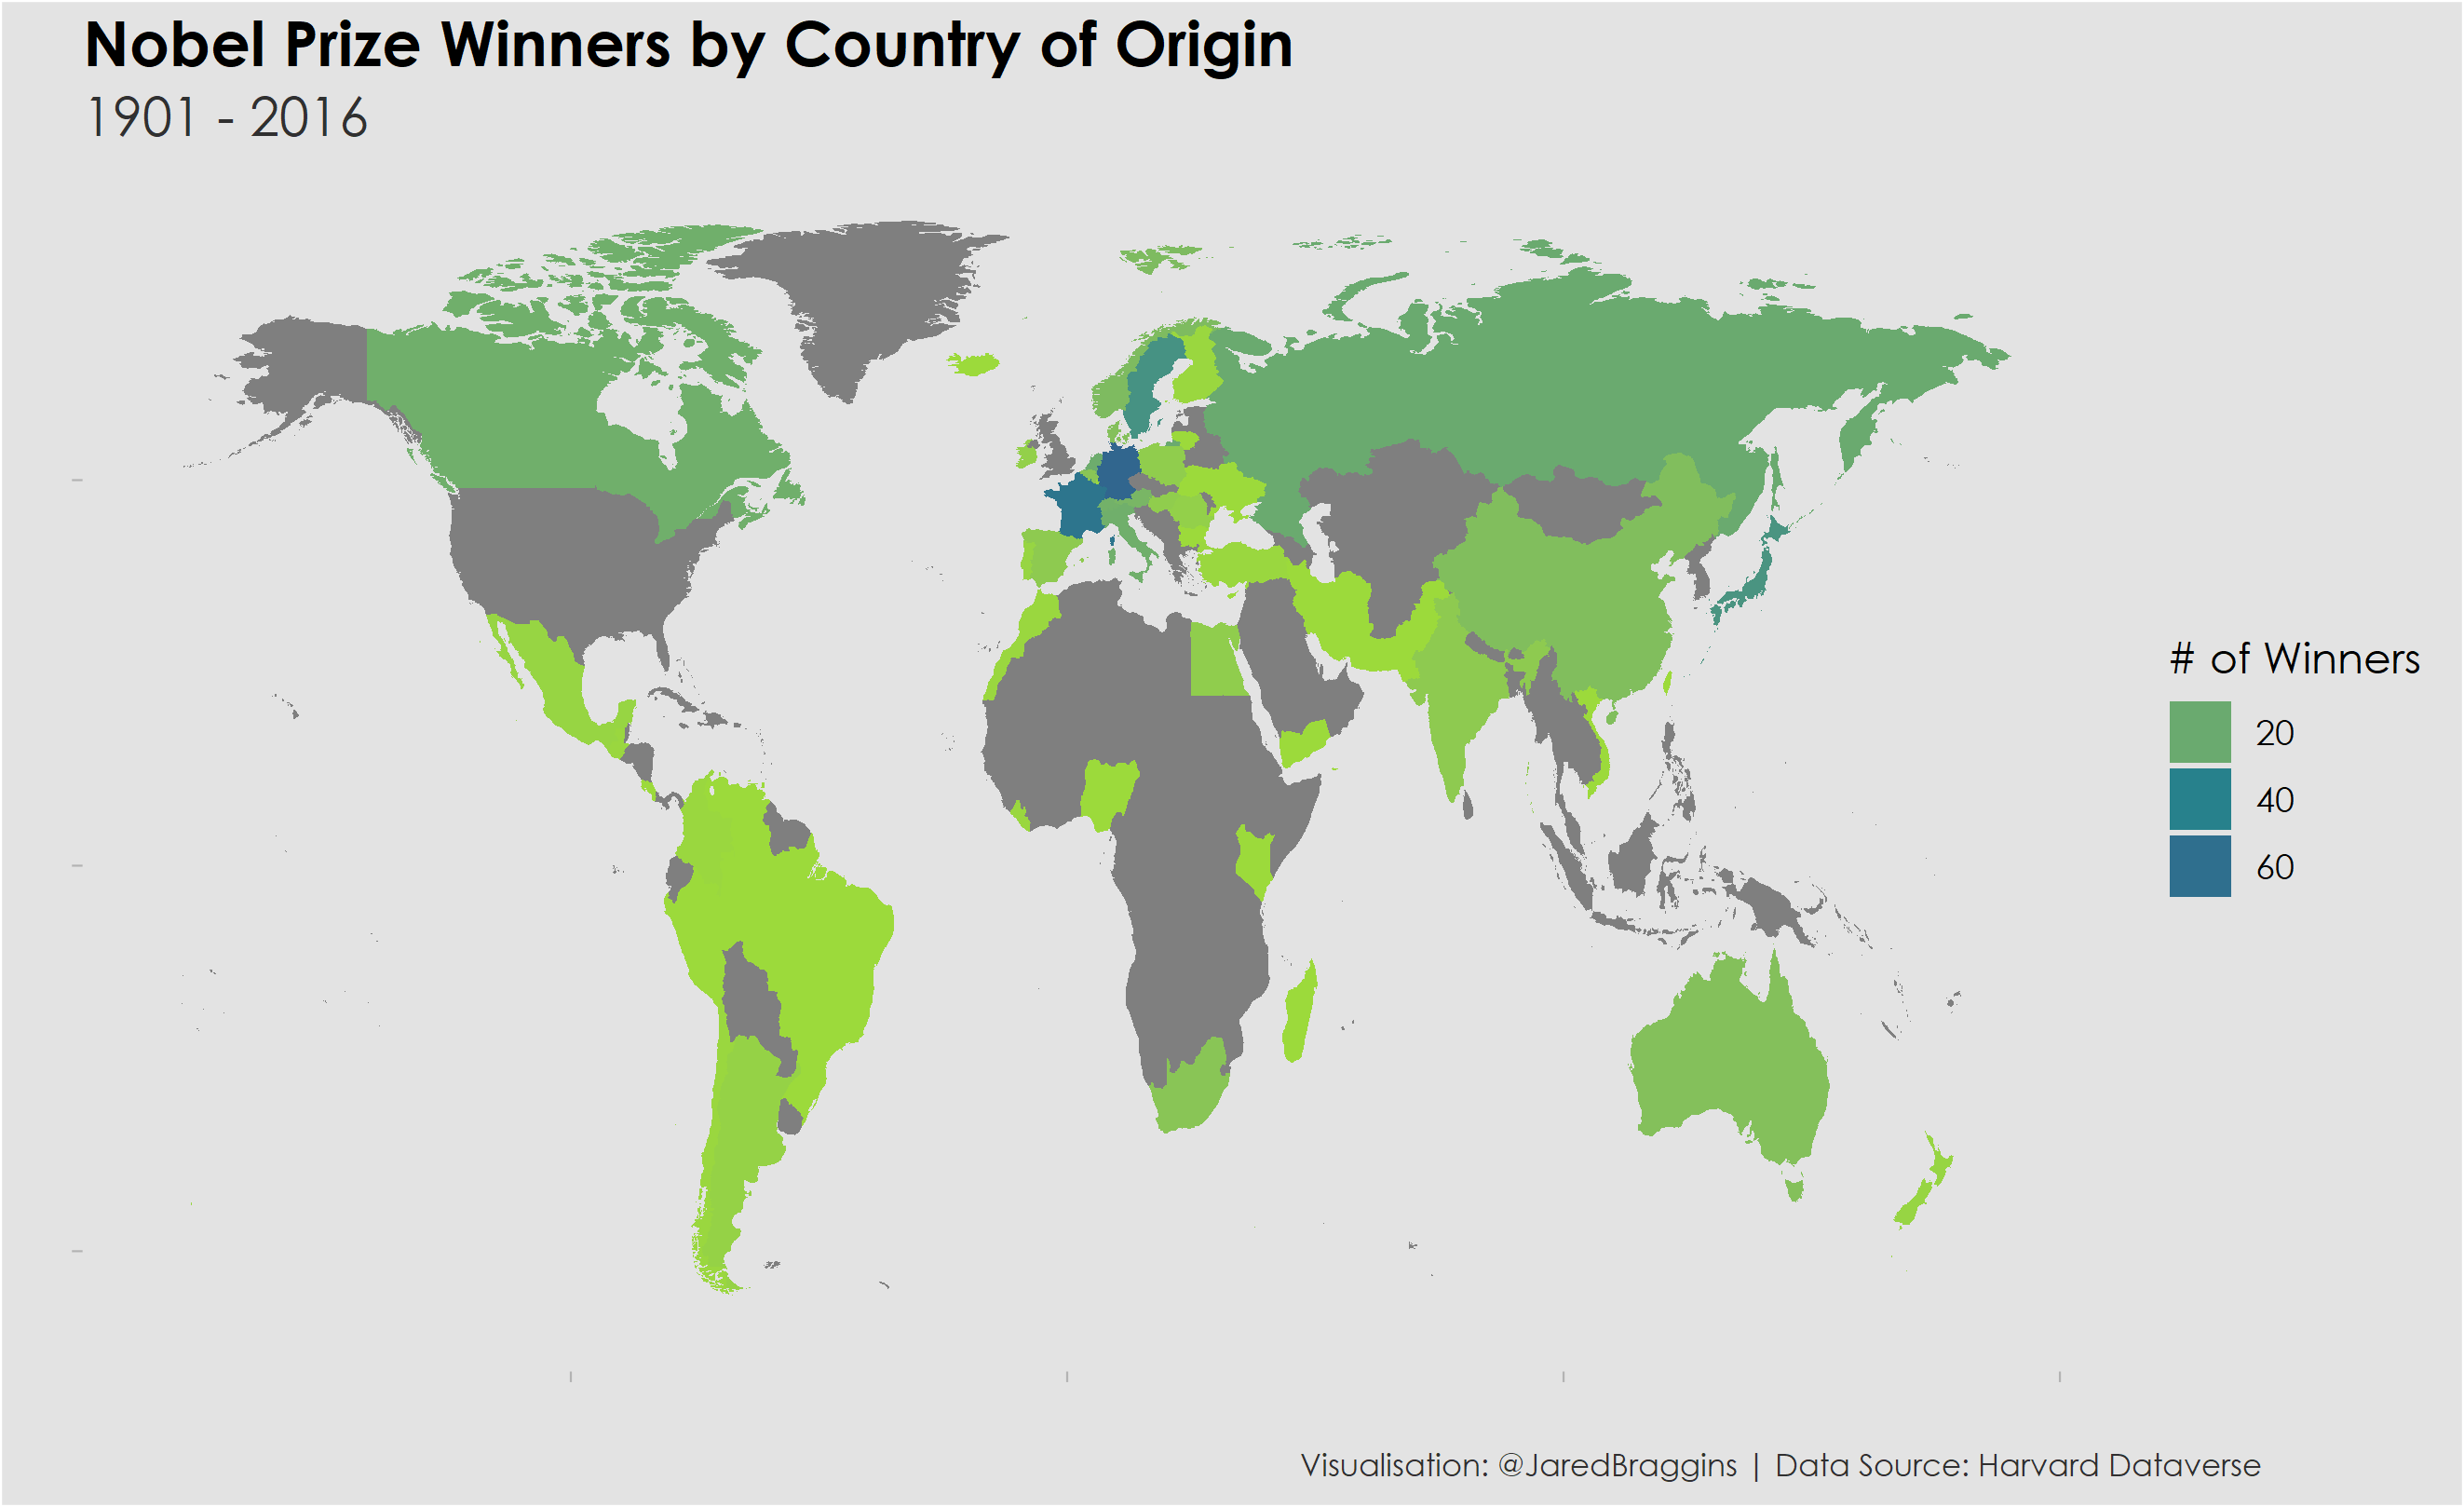 Nobel Prize Winners by Country of Origin
1901 - 2016
# of Winners
20
40
60
Visualisation: @JaredBraggins | Data Source: Harvard Dataverse